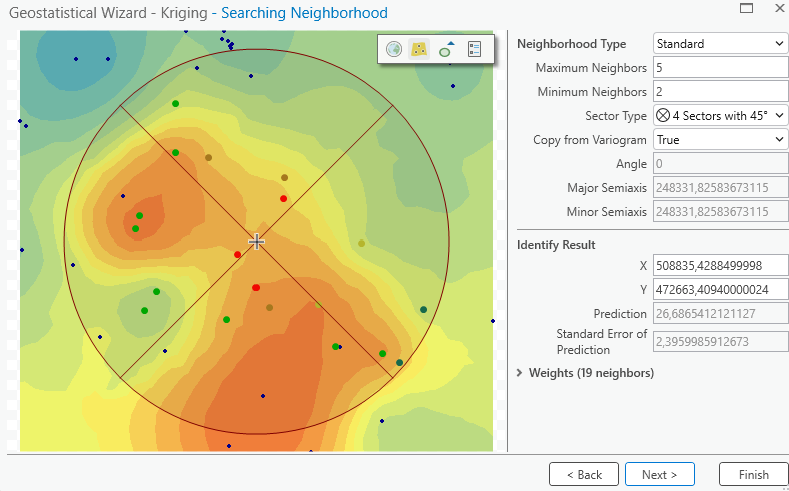 Geostatistical Wizard - Kriging - Searching Neighborhood
Neighborhood Type Standard
Maximum Neighbors 5
Minimum Neighbors 2
Sector Type 4 Sectors with 45°
Copy from Variogram True
Angle 0
Major Semiaxis 248331,82583673115
Minor Semiaxis 248331,82583673115
Identify Result
X 508835,4288499998
Y 472663,40940000024
Prediction 26,6865412121127
Standard Error of
Prediction 2,3959985912673
Weights (19 neighbors)
< Back Next > Finish